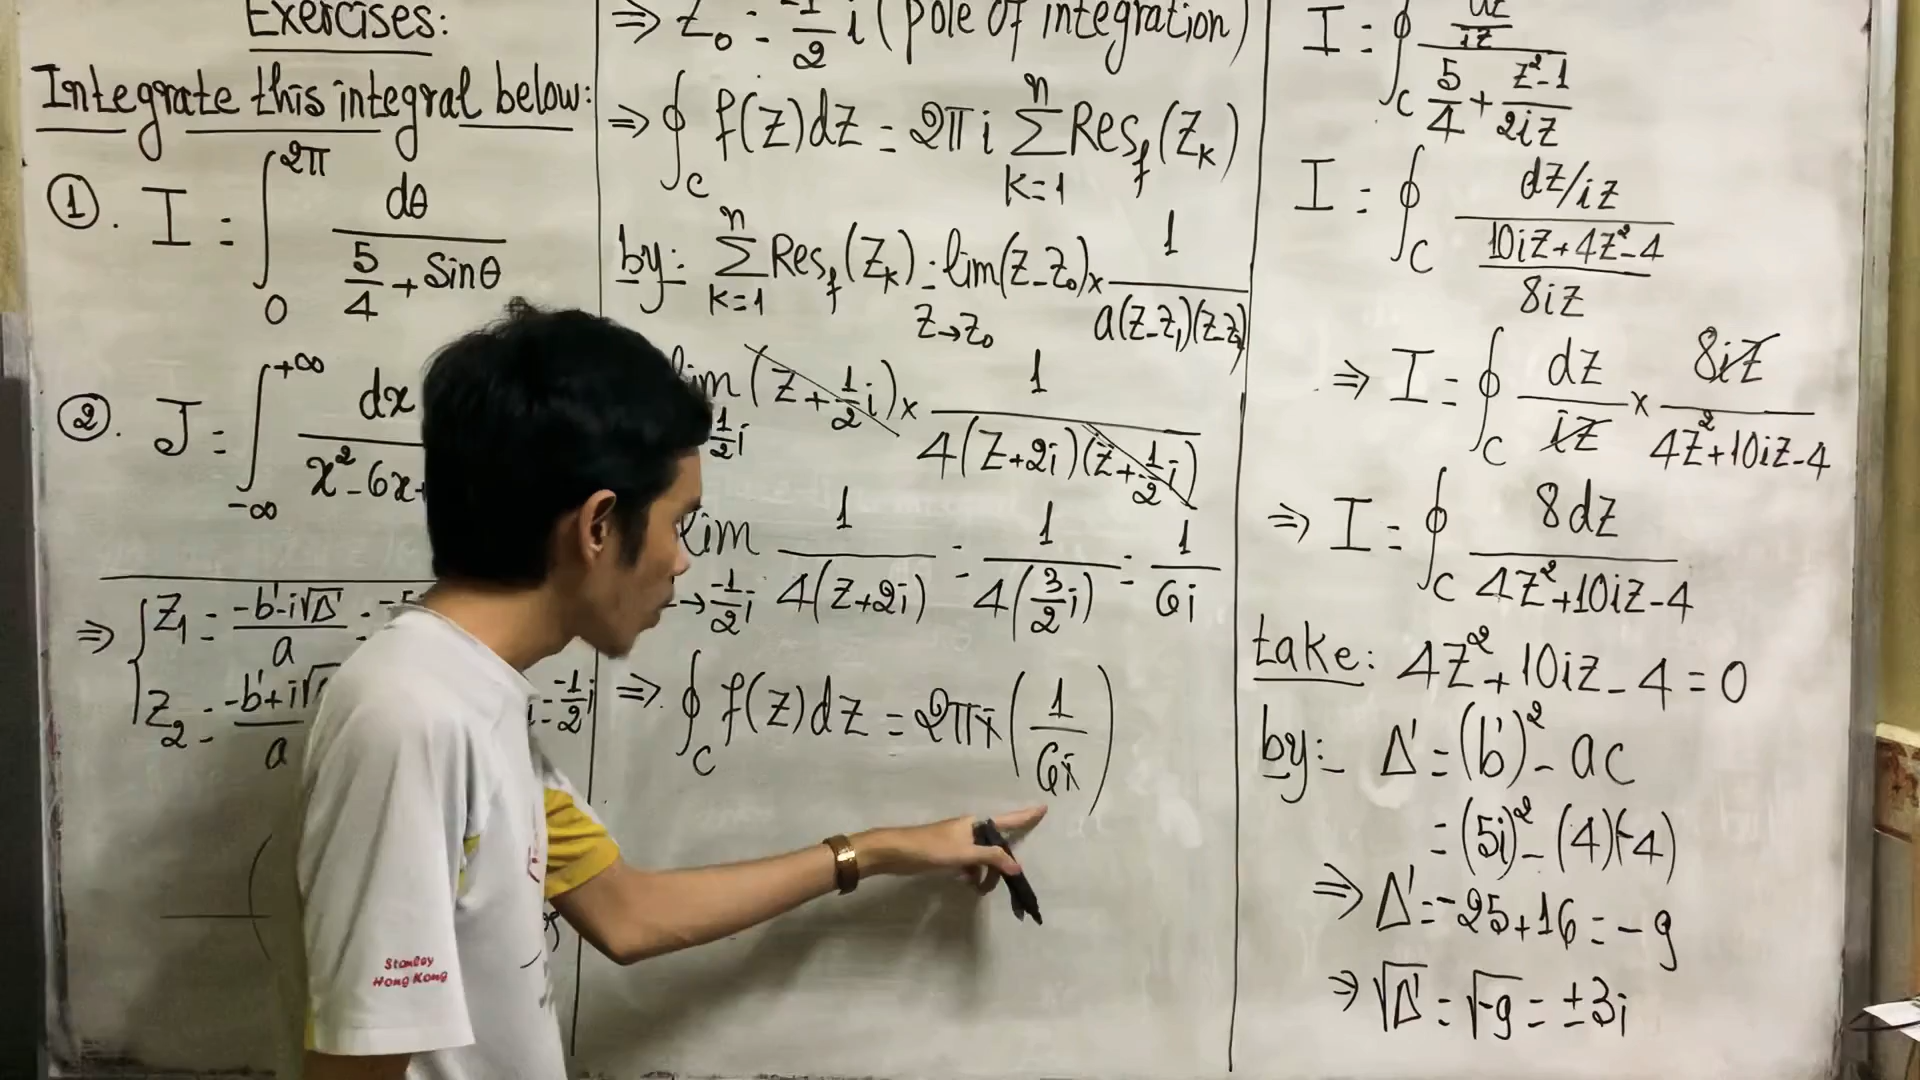 Exercises:
Integrate this integral below:
①. I = ∫₀^{2π} dθ / (5/4 + Sinθ)
②. J = ∫_{-∞}^{+∞} dx / (x² - 6x +
⇒ { Z₁ = (-b' - i√Δ') / a = -5
Z₂ = (-b' + i√ / a = -1/2 i
⇒ Z₀ = -1/2 i (pole of integration)
⇒ ∮_C f(Z)dZ = 2πi Σ_{K=1}^{n} Res_f(Z_K)
by: Σ_{K=1}^{n} Res_f(Z_K) = lim_{Z→Z₀} (Z - Z₀) × 1 / a(Z-Z₁)(Z-Z₂)
lim (Z + 1/2 i) × 1 / 4(Z+2i)(Z + 1/2 i)
lim_{→ -1/2 i} 1 / 4(Z+2i) = 1 / 4(3/2 i) = 1 / 6i
⇒ ∮_C f(Z)dZ = 2πi (1 / 6i)
I = ∮_C (dZ / iZ) / (5/4 + (Z²-1) / 2iZ)
I = ∮_C (dZ/iZ) / ((10iZ + 4Z² - 4) / 8iZ)
⇒ I = ∮_C dZ / iZ × 8iZ / (4Z² + 10iZ - 4)
⇒ I = ∮_C 8dZ / (4Z² + 10iZ - 4)
take: 4Z² + 10iZ - 4 = 0
by: Δ' = (b')² - ac
= (5i)² - (4)(-4)
⇒ Δ' = -25 + 16 = -9
⇒ √Δ' = √-9 = ±3i
Stanley
Hong Kong